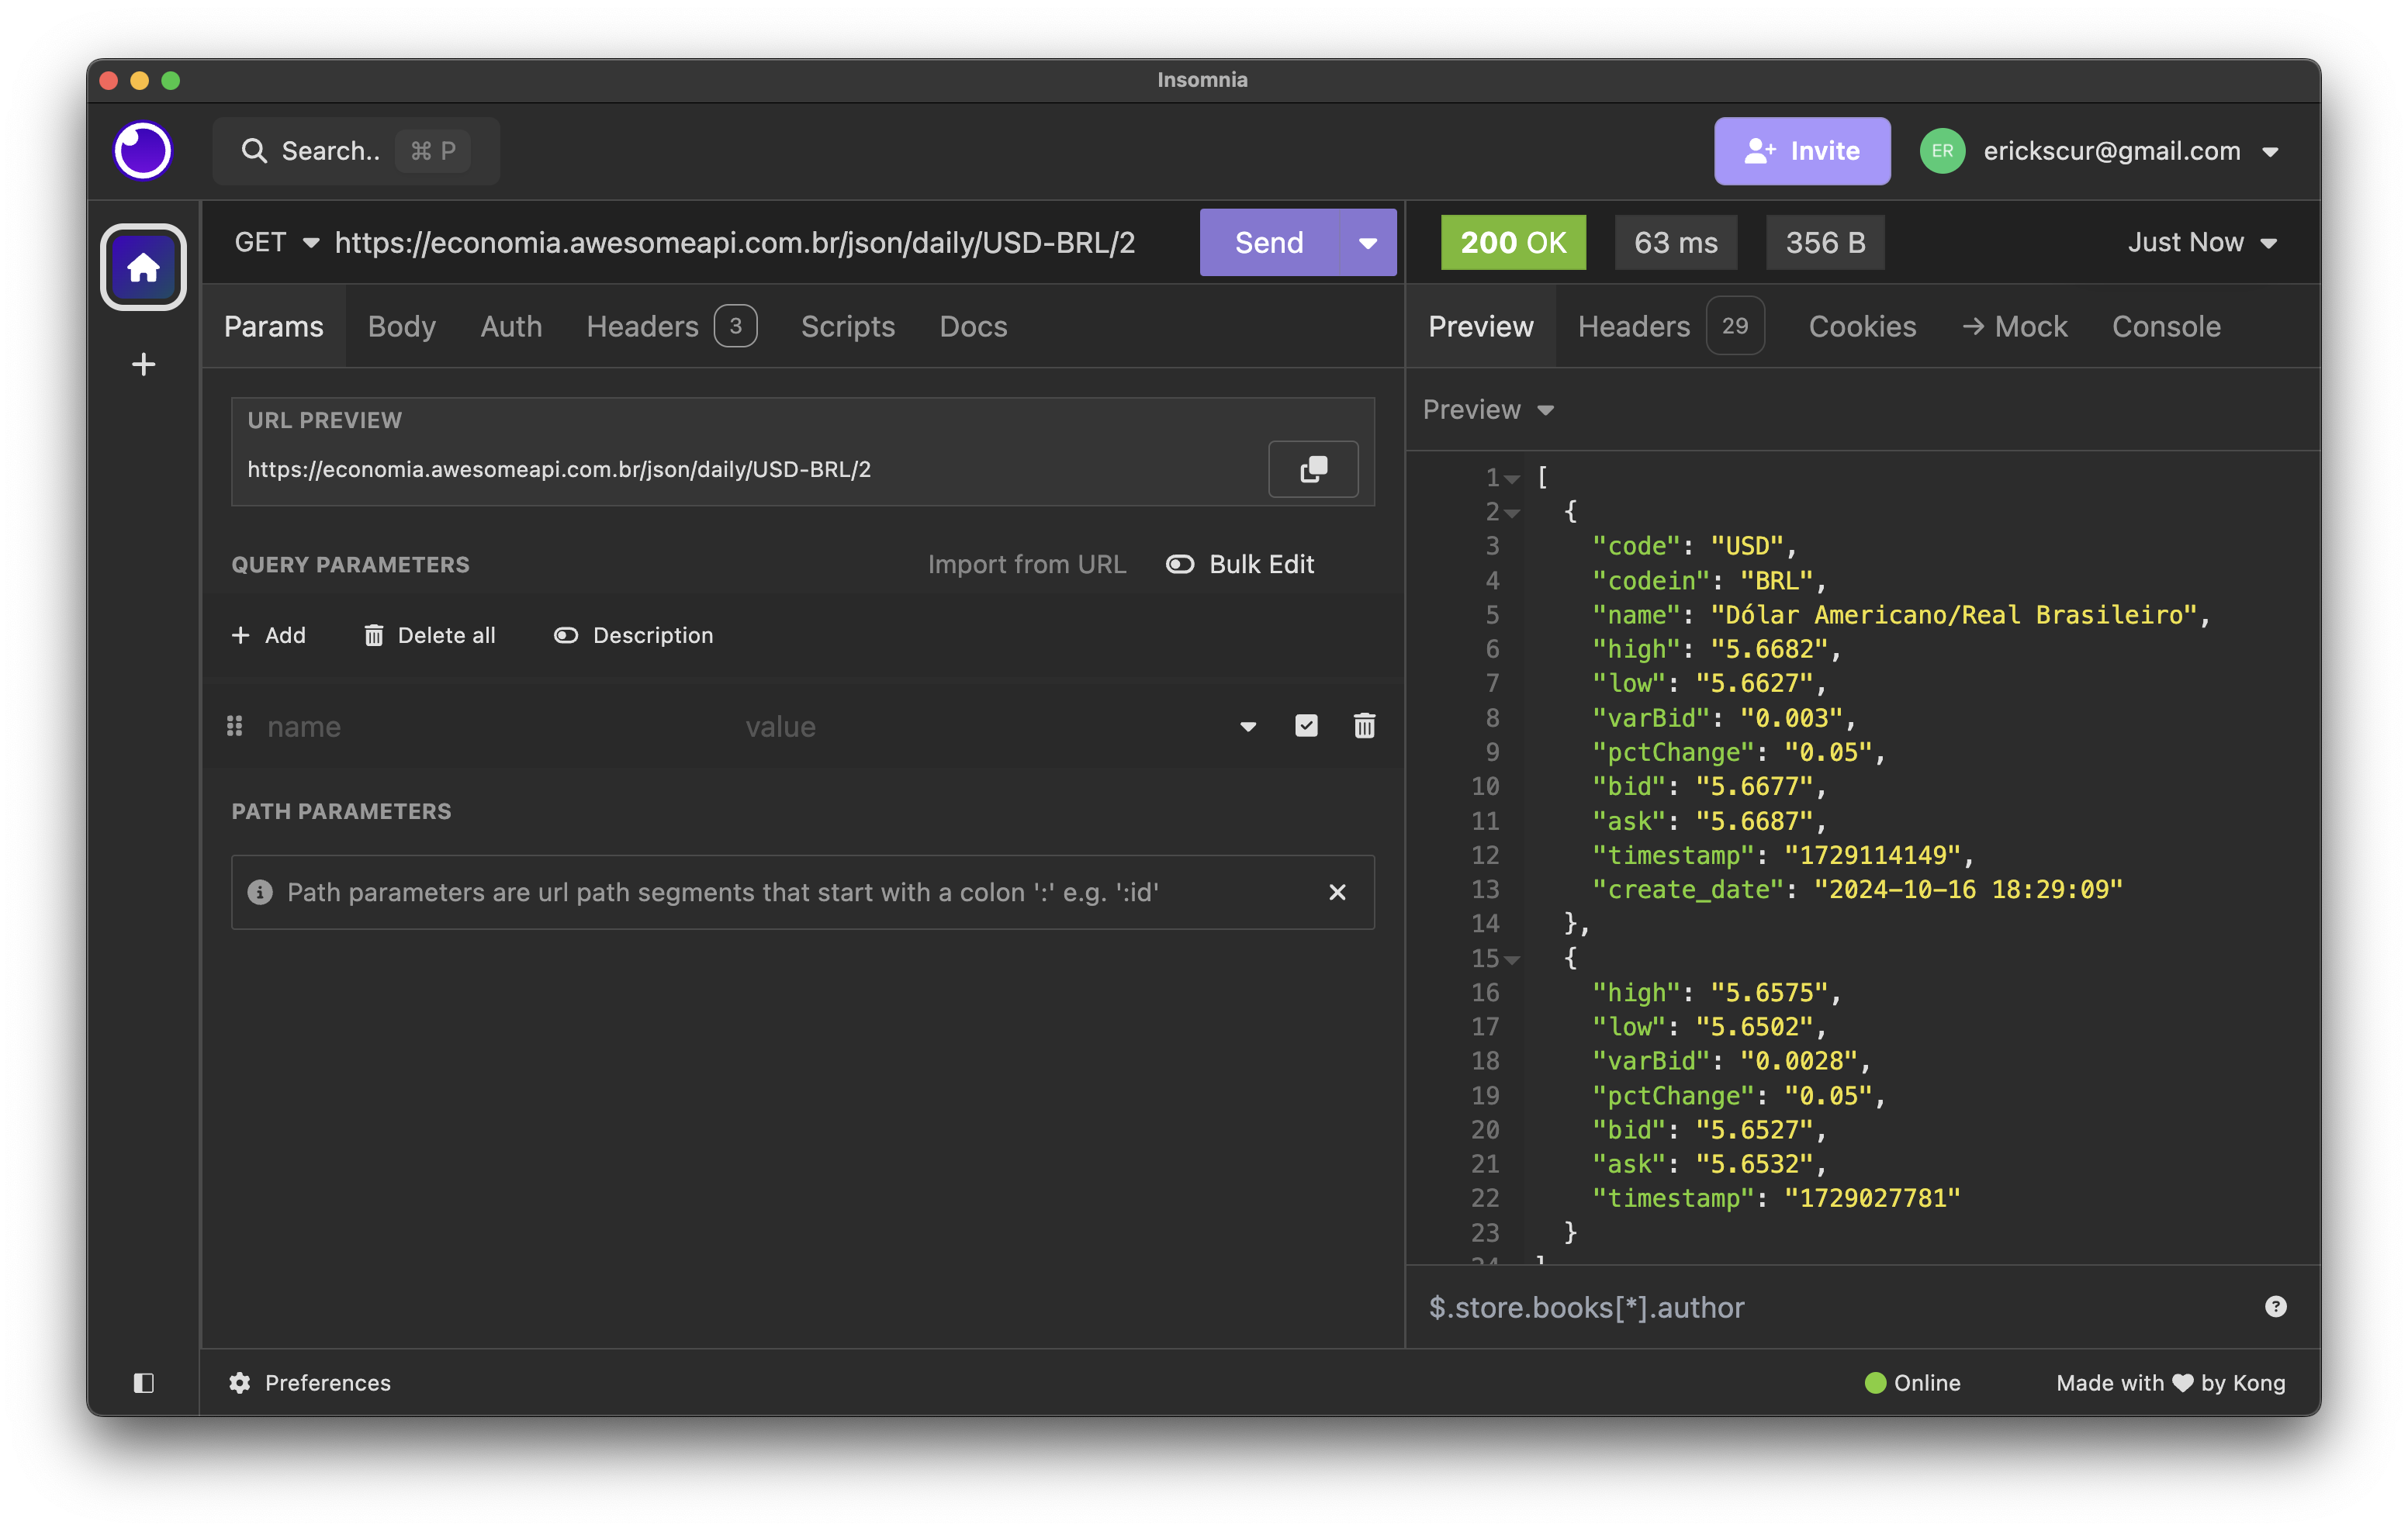 Insomnia
Search.. ⌘ P
Invite
ER
erickscur@gmail.com
GET https://economia.awesomeapi.com.br/json/daily/USD-BRL/2
Send
200 OK
63 ms
356 B
Just Now
Params
Body
Auth
Headers 3
Scripts
Docs
Preview
Headers 29
Cookies
→ Mock
Console
URL PREVIEW
https://economia.awesomeapi.com.br/json/daily/USD-BRL/2
QUERY PARAMETERS
Import from URL
Bulk Edit
+ Add
Delete all
Description
name
value
PATH PARAMETERS
Path parameters are url path segments that start with a colon ':' e.g. ':id'
Preview
1 [
2 {
3 "code": "USD",
4 "codein": "BRL",
5 "name": "Dólar Americano/Real Brasileiro",
6 "high": "5.6682",
7 "low": "5.6627",
8 "varBid": "0.003",
9 "pctChange": "0.05",
10 "bid": "5.6677",
11 "ask": "5.6687",
12 "timestamp": "1729114149",
13 "create_date": "2024-10-16 18:29:09"
14 },
15 {
16 "high": "5.6575",
17 "low": "5.6502",
18 "varBid": "0.0028",
19 "pctChange": "0.05",
20 "bid": "5.6527",
21 "ask": "5.6532",
22 "timestamp": "1729027781"
23 }
24 ]
$.store.books[*].author
Preferences
Online
Made with ♥ by Kong